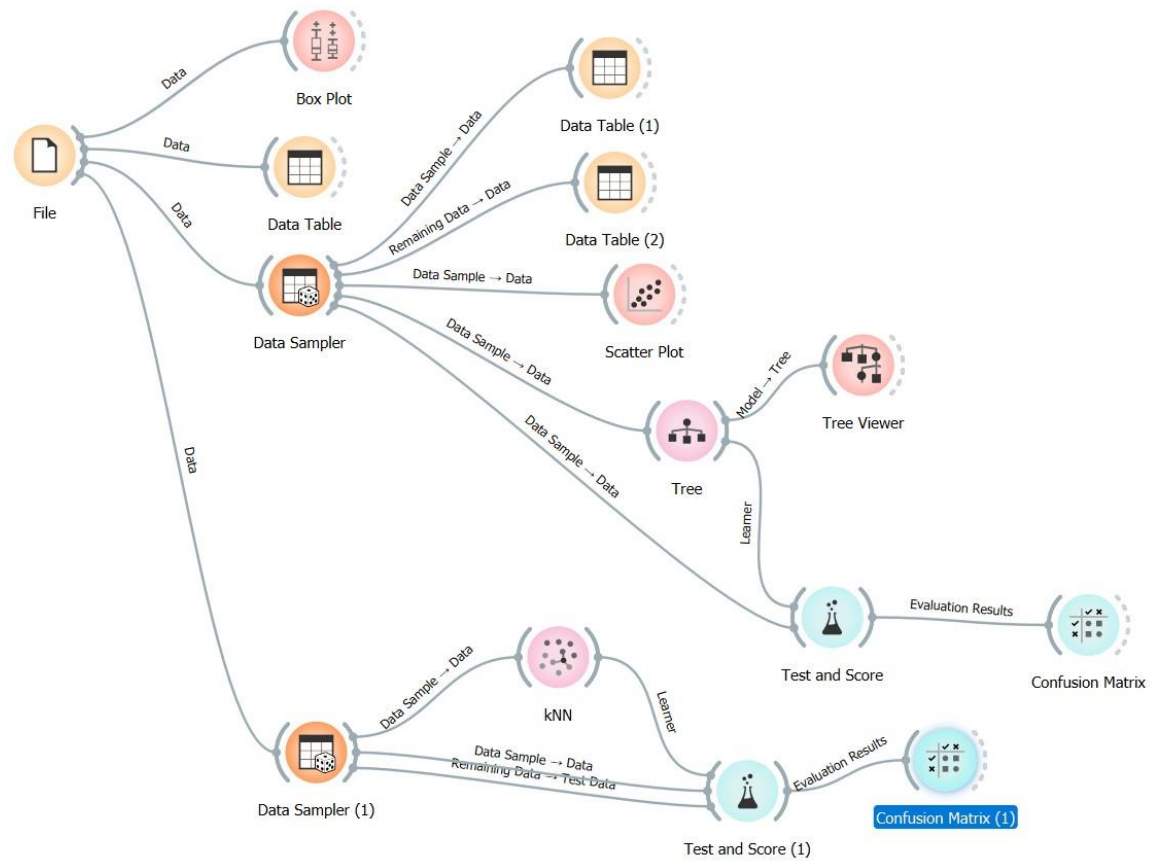 Data
Box Plot
Data
Data Table
File
Data
Data Sampler
Data Sample → Data
Data Table (1)
Remaining Data → Data
Data Table (2)
Data Sample → Data
Scatter Plot
Data Sample → Data
Tree
Model → Tree
Tree Viewer
Data Sample → Data
Learner
Test and Score
Evaluation Results
Confusion Matrix
Data
Data Sampler (1)
Data Sample → Data
kNN
Learner
Data Sample → Data
Remaining Data → Test Data
Test and Score (1)
Evaluation Results
Confusion Matrix (1)